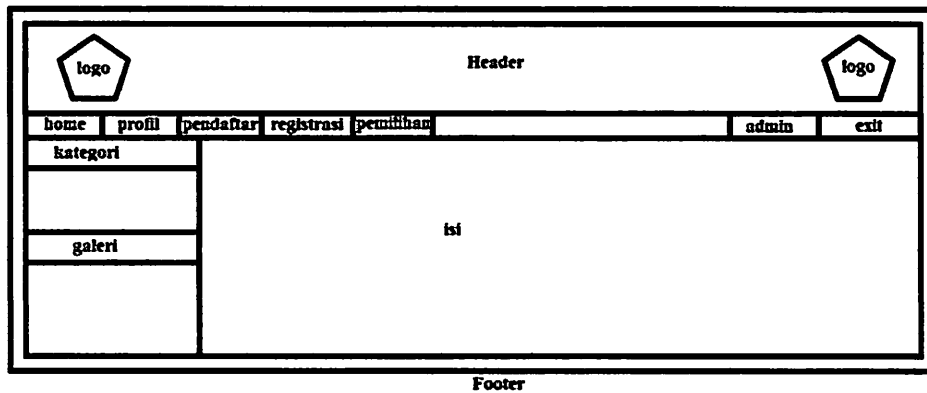 logo Header logo
home profil pendaftar registrasi pemilihan admin exit
kategori
isi
galeri
Footer